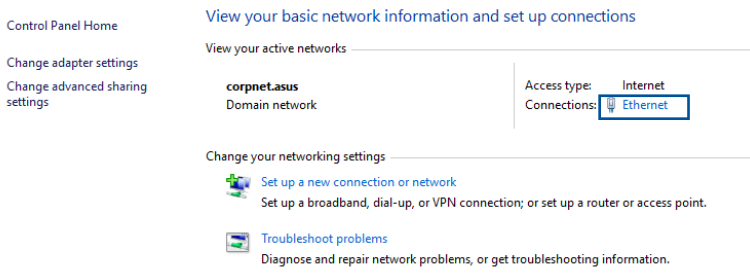 Control Panel Home
Change adapter settings
Change advanced sharing
settings
View your basic network information and set up connections
View your active networks
corpnet.asus
Domain network
Access type: Internet
Connections: Ethernet
Change your networking settings
Set up a new connection or network
Set up a broadband, dial-up, or VPN connection; or set up a router or access point.
Troubleshoot problems
Diagnose and repair network problems, or get troubleshooting information.